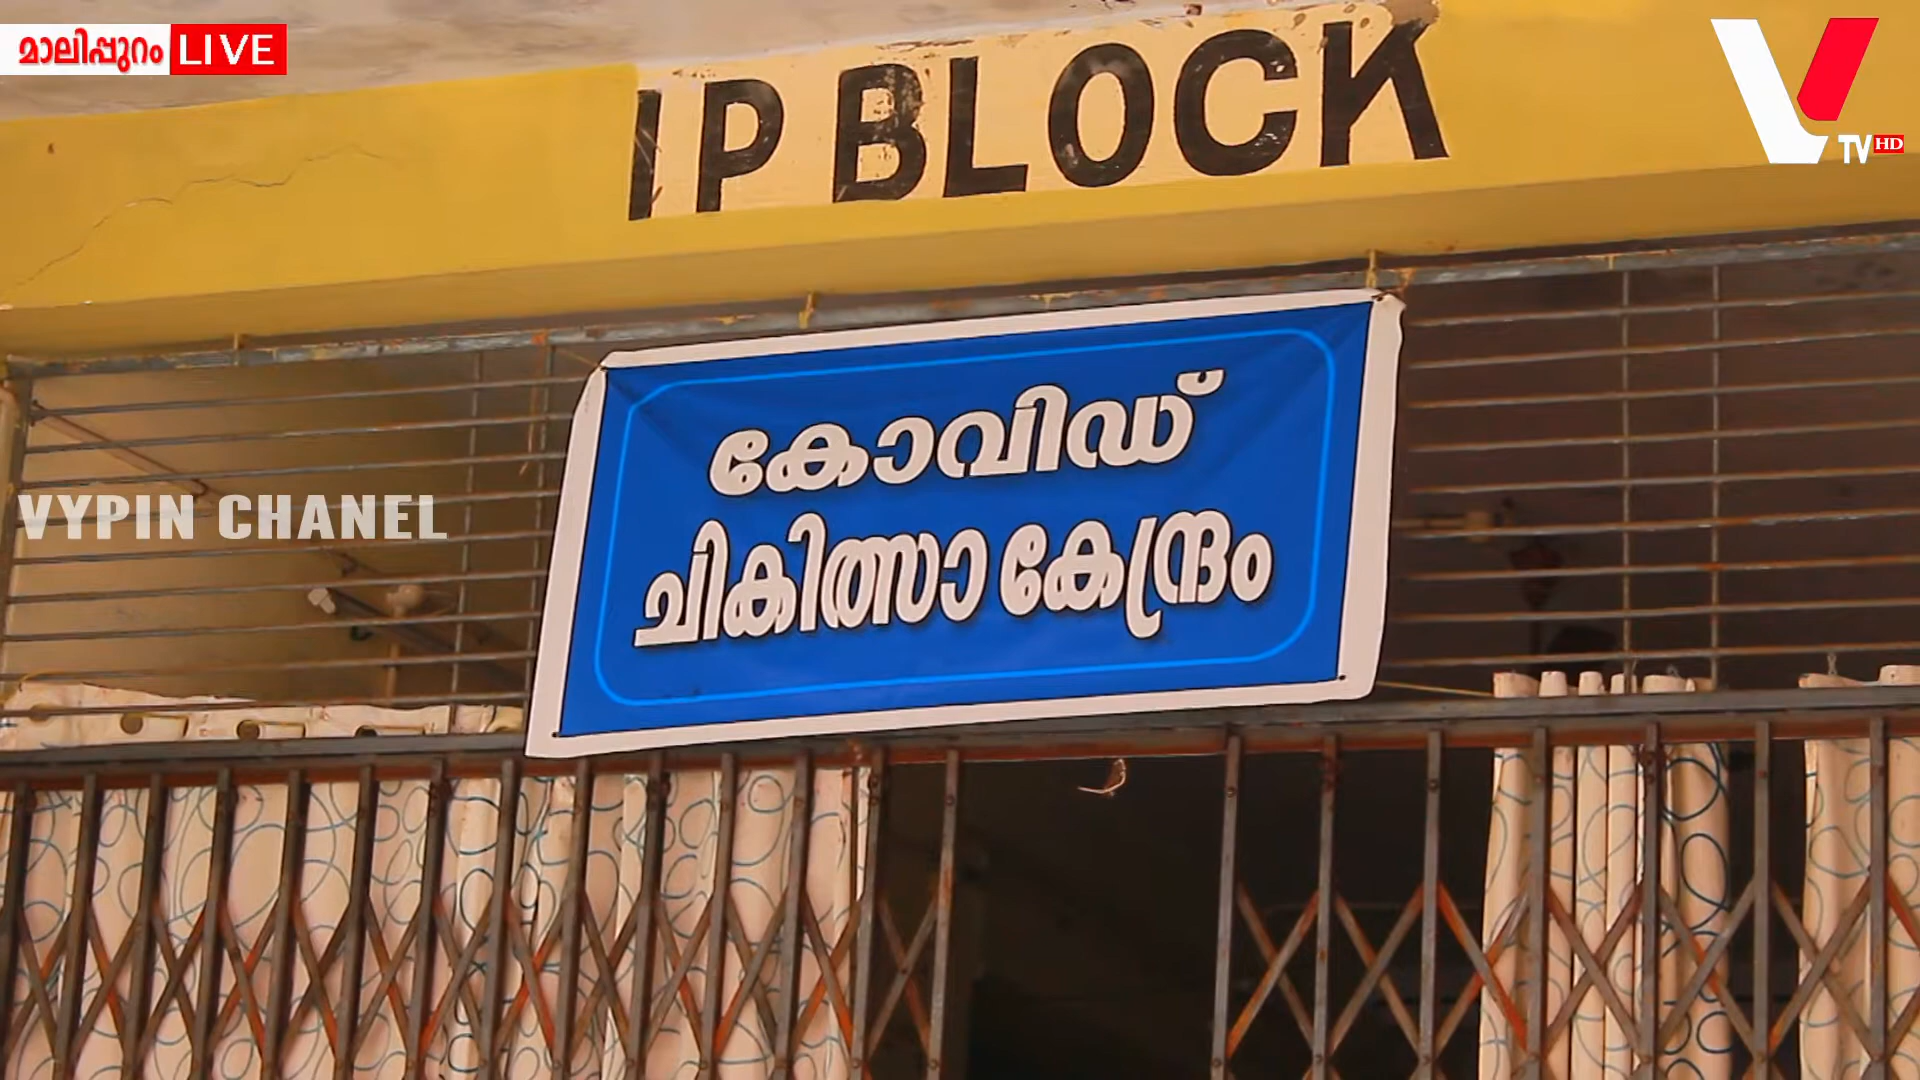 മാലിപ്പുറം LIVE
IP BLOCK
V TV HD
കോവിഡ്
ചികിത്സാ കേന്ദ്രം
VYPIN CHANEL